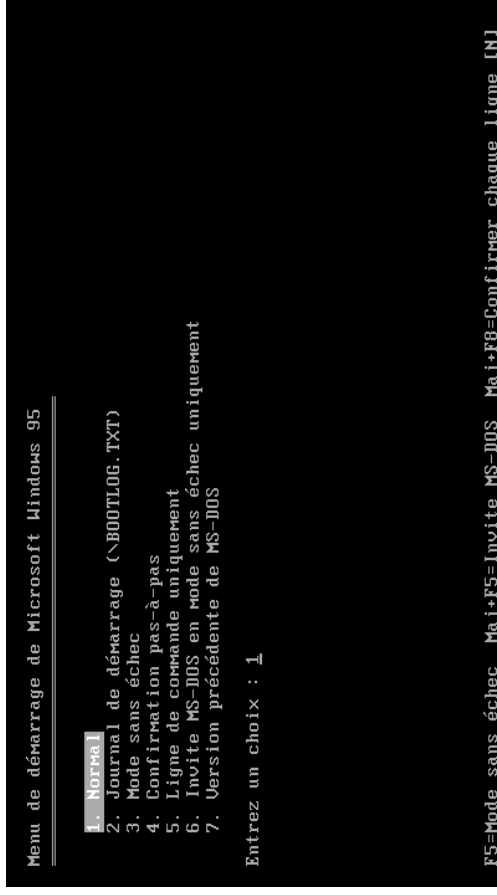 Menu de démarrage de Microsoft Windows 95
1. Normal
2. Journal de démarrage (\BOOTLOG.TXT)
3. Mode sans échec
4. Confirmation pas-à-pas
5. Ligne de commande uniquement
6. Invite MS-DOS en mode sans échec uniquement
7. Version précédente de MS-DOS
Entrez un choix : 1
F5=Mode sans échec Maj+F5=Invite MS-DOS Maj+F8=Confirmer chaque ligne [N]